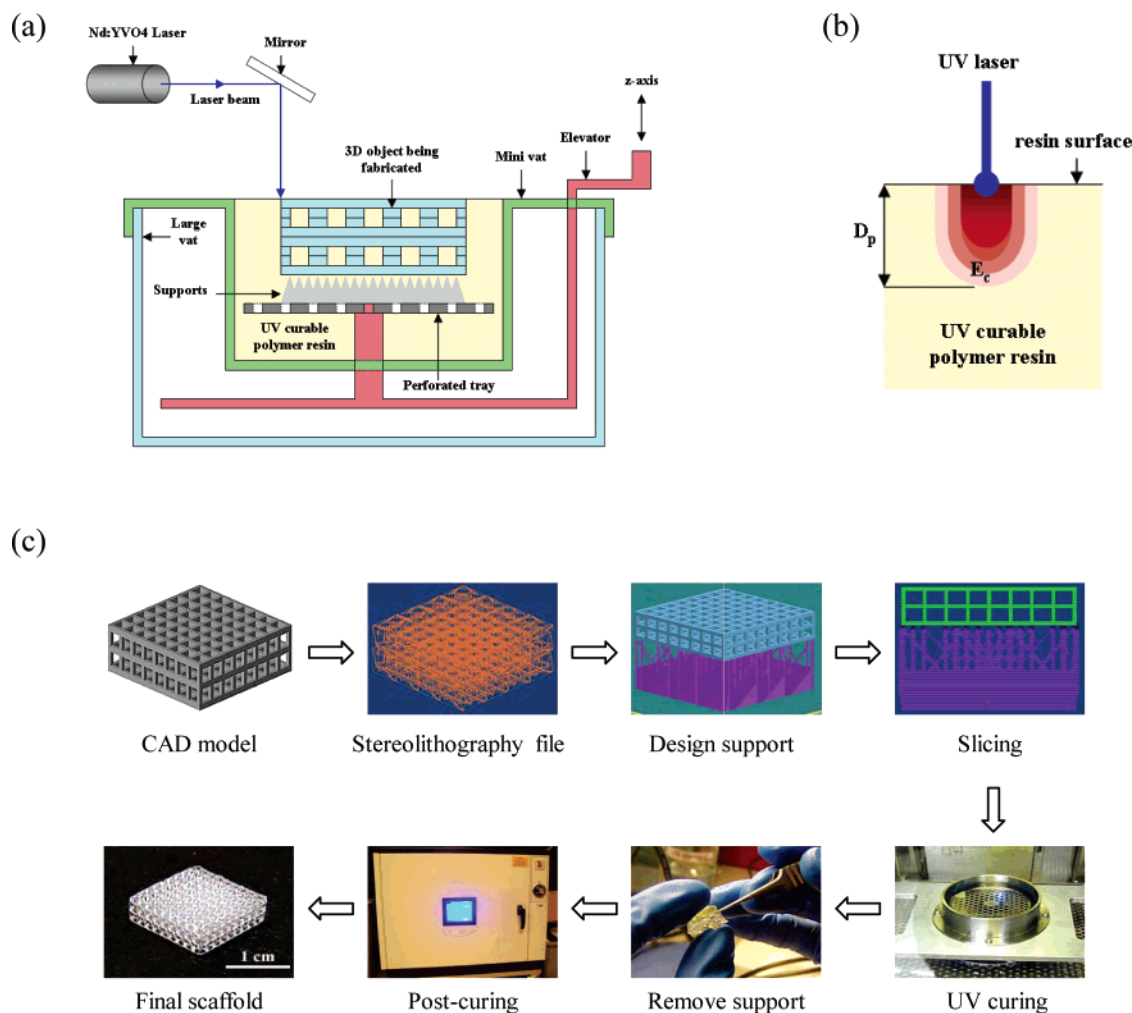 (a)
Nd:YVO4 Laser
Mirror
Laser beam
z-axis
3D object being
fabricated
Mini vat
Elevator
Large
vat
Supports
UV curable
polymer resin
Perforated tray
(b)
UV laser
resin surface
Dp
Ec
UV curable
polymer resin
(c)
CAD model
Stereolithography file
Design support
Slicing
1 cm
Final scaffold
Post-curing
Remove support
UV curing